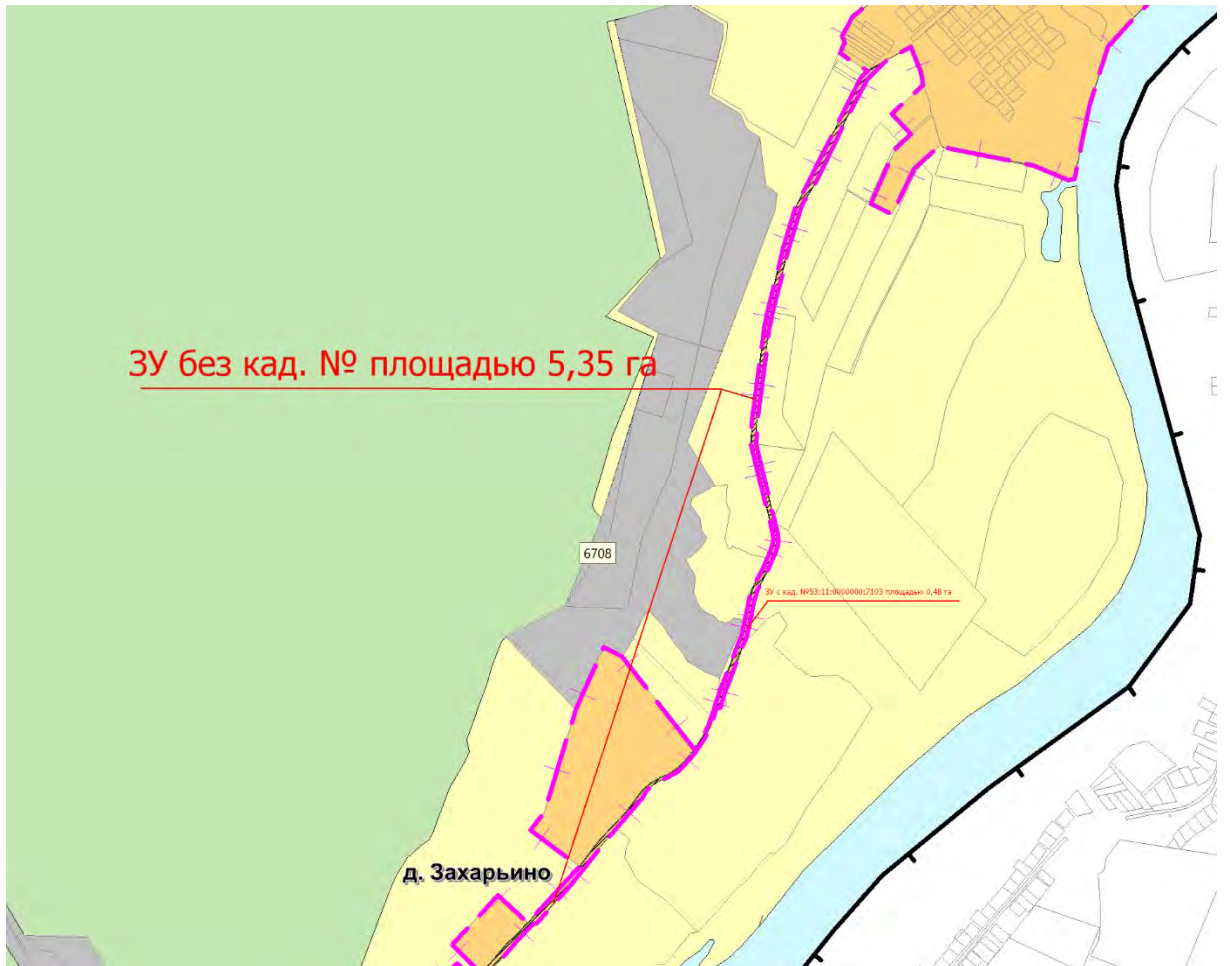 ЗУ без кад. № площадью 5,35 га
6708
ЗУ с кад. №53:11:0000000:7103 площадью 0,48 га
д. Захарьино